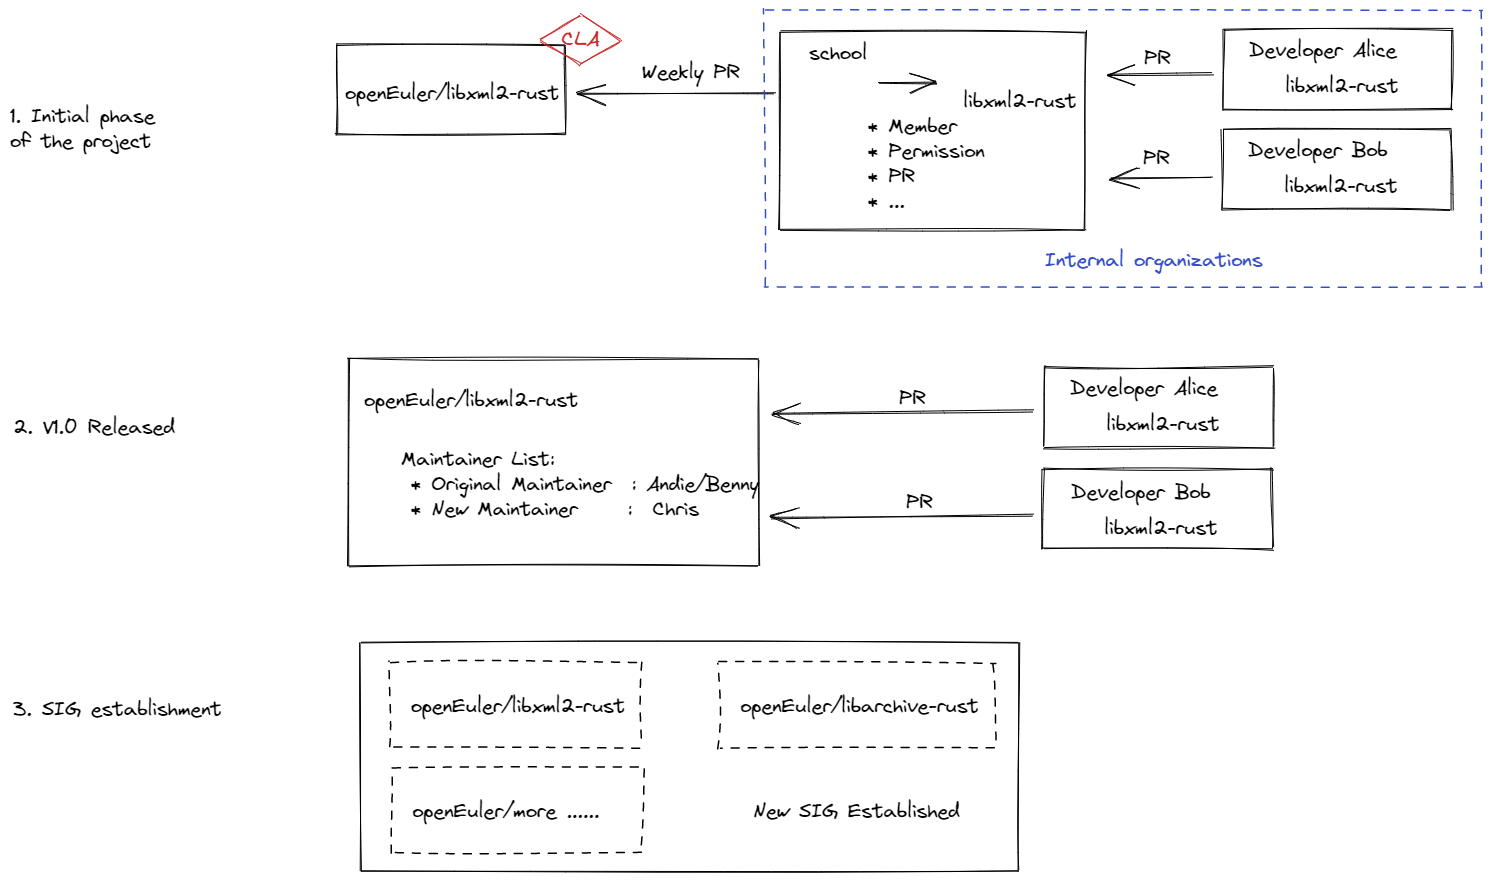 1. Initial phase
of the project
openEuler/libxml2-rust
CLA
Weekly PR
school
libxml2-rust
* Member
* Permission
* PR
* ...
PR
Developer Alice
libxml2-rust
PR
Developer Bob
libxml2-rust
Internal organizations
2. V1.0 Released
openEuler/libxml2-rust
Maintainer List:
* Original Maintainer : Andie/Benny
* New Maintainer : Chris
PR
Developer Alice
libxml2-rust
PR
Developer Bob
libxml2-rust
3. SIG establishment
openEuler/libxml2-rust
openEuler/libarchive-rust
openEuler/more ......
New SIG Established